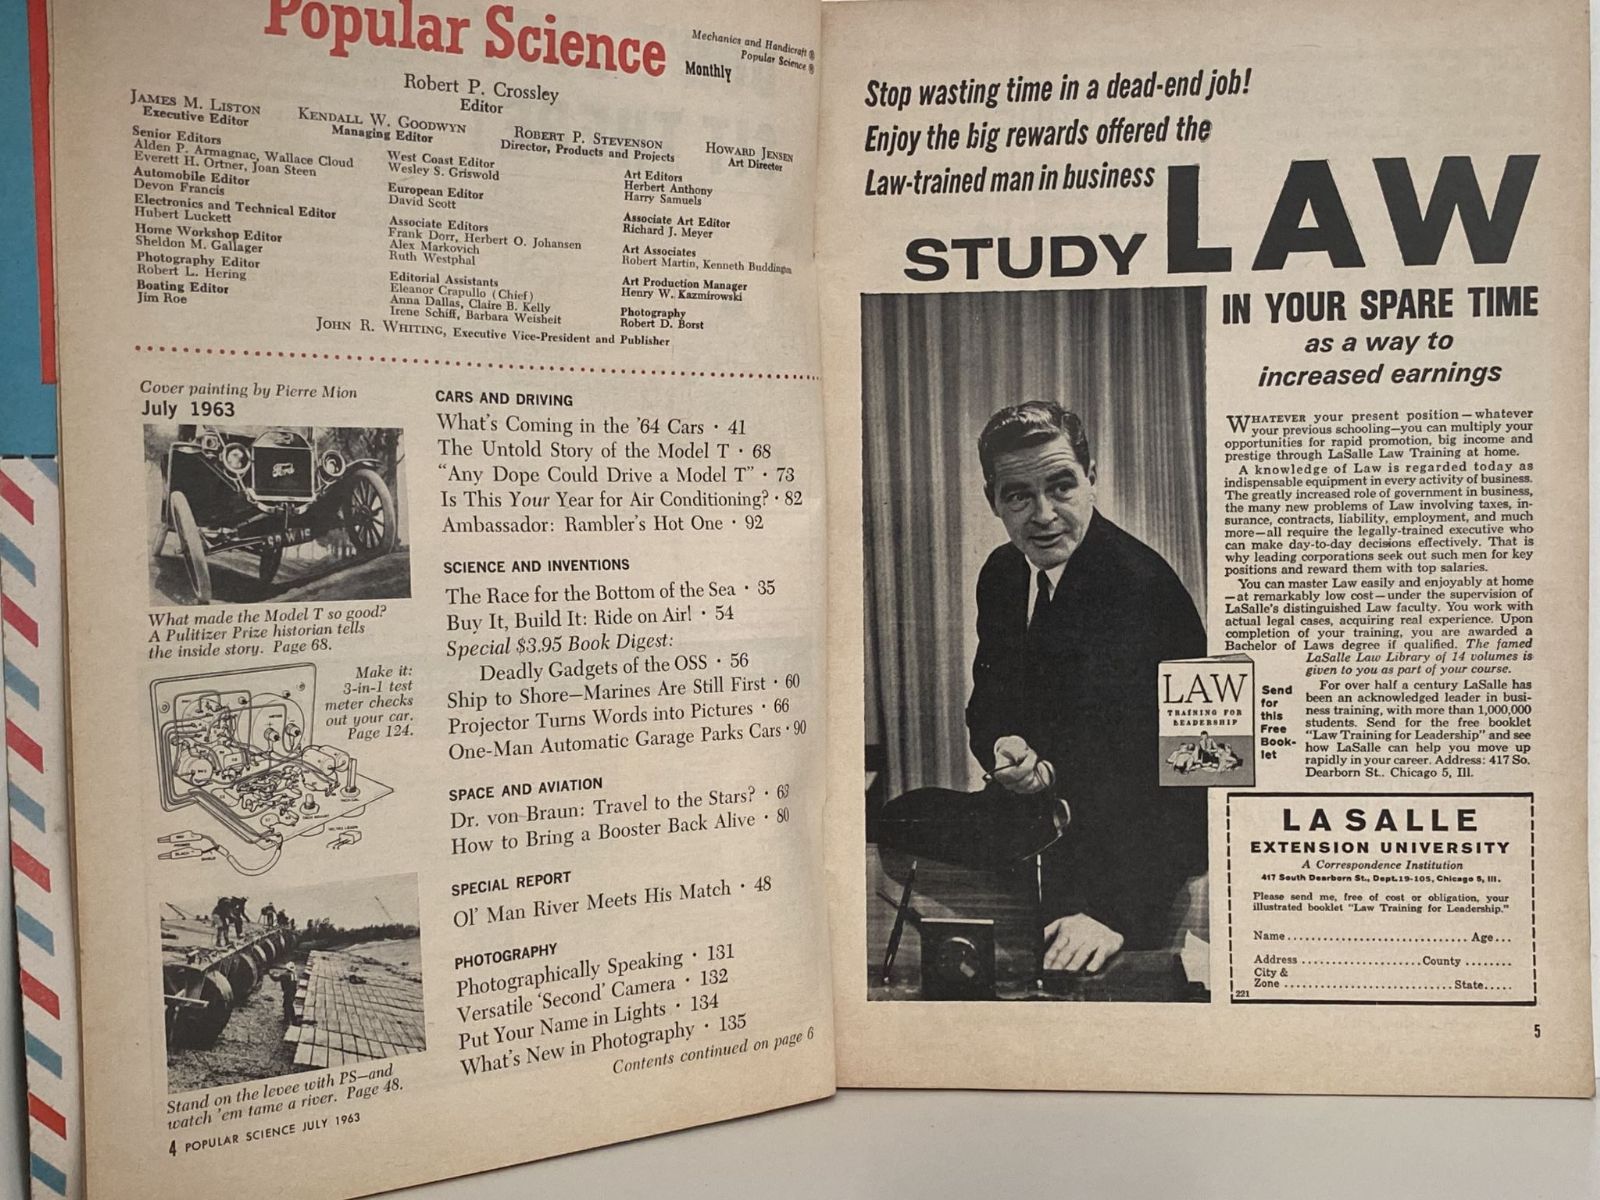 Popular Science
Monthly
Mechanics and Handicraft ®
Popular Science ®
Robert P. Crossley
Editor
JAMES M. LISTON
Executive Editor
KENDALL W. GOODWYN
Managing Editor
ROBERT P. STEVENSON
Director, Products and Projects
HOWARD JENSEN
Art Director
Senior Editors
Alden P. Armagnac, Wallace Cloud
Everett H. Ortner, Joan Steen
Automobile Editor
Devon Francis
Electronics and Technical Editor
Hubert Luckett
Home Workshop Editor
Sheldon M. Gallager
Photography Editor
Robert L. Hering
Boating Editor
Jim Roe
West Coast Editor
Wesley S. Griswold
European Editor
David Scott
Associate Editors
Frank Dorr, Herbert O. Johansen
Alex Markovich
Ruth Westphal
Editorial Assistants
Eleanor Crapullo (Chief)
Anna Dallas, Claire B. Kelly
Irene Schiff, Barbara Weisheit
Art Editors
Herbert Anthony
Harry Samuels
Associate Art Editor
Richard J. Meyer
Art Associates
Robert Martin, Kenneth Buddington
Art Production Manager
Henry W. Kazmirowski
Photography
Robert D. Borst
JOHN R. WHITING, Executive Vice-President and Publisher
Cover painting by Pierre Mion
July 1963
Ford
What made the Model T so good?
A Pulitizer Prize historian tells
the inside story. Page 68.
Make it:
3-in-1 test
meter checks
out your car.
Page 124.
Stand on the levee with PS—and
watch 'em tame a river. Page 48.
4 POPULAR SCIENCE JULY 1963
CARS AND DRIVING
What's Coming in the '64 Cars · 41
The Untold Story of the Model T · 68
"Any Dope Could Drive a Model T" · 73
Is This Your Year for Air Conditioning? · 82
Ambassador: Rambler's Hot One · 92
SCIENCE AND INVENTIONS
The Race for the Bottom of the Sea · 35
Buy It, Build It: Ride on Air! · 54
Special $3.95 Book Digest:
Deadly Gadgets of the OSS · 56
Ship to Shore—Marines Are Still First · 60
Projector Turns Words into Pictures · 66
One-Man Automatic Garage Parks Cars · 90
SPACE AND AVIATION
Dr. von Braun: Travel to the Stars? · 63
How to Bring a Booster Back Alive · 80
SPECIAL REPORT
Ol' Man River Meets His Match · 48
PHOTOGRAPHY
Photographically Speaking · 131
Versatile 'Second' Camera · 132
Put Your Name in Lights · 134
What's New in Photography · 135
Contents continued on page 6
Stop wasting time in a dead-end job!
Enjoy the big rewards offered the
Law-trained man in business
STUDY LAW
IN YOUR SPARE TIME
as a way to
increased earnings
WHATEVER your present position—whatever
your previous schooling—you can multiply your
opportunities for rapid promotion, big income and
prestige through LaSalle Law Training at home.
A knowledge of Law is regarded today as
indispensable equipment in every activity of business.
The greatly increased role of government in business,
the many new problems of Law involving taxes, in-
surance, contracts, liability, employment, and much
more—all require the legally-trained executive who
can make day-to-day decisions effectively. That is
why leading corporations seek out such men for key
positions and reward them with top salaries.
You can master Law easily and enjoyably at home
—at remarkably low cost—under the supervision of
LaSalle's distinguished Law faculty. You work with
actual legal cases, acquiring real experience. Upon
completion of your training, you are awarded a
Bachelor of Laws degree if qualified. The famed
LaSalle Law Library of 14 volumes is
given to you as part of your course.
For over half a century LaSalle has
been an acknowledged leader in busi-
ness training, with more than 1,000,000
students. Send for the free booklet
"Law Training for Leadership" and see
how LaSalle can help you move up
rapidly in your career. Address: 417 So.
Dearborn St., Chicago 5, Ill.
LAW
TRAINING FOR
LEADERSHIP
Send
for
this
Free
Book-
let
LA SALLE
EXTENSION UNIVERSITY
A Correspondence Institution
417 South Dearborn St., Dept. 19-105, Chicago 5, Ill.
Please send me, free of cost or obligation, your
illustrated booklet "Law Training for Leadership."
Name.............................. Age...
Address ....................County ........
City &
Zone .............................State.....
221
5